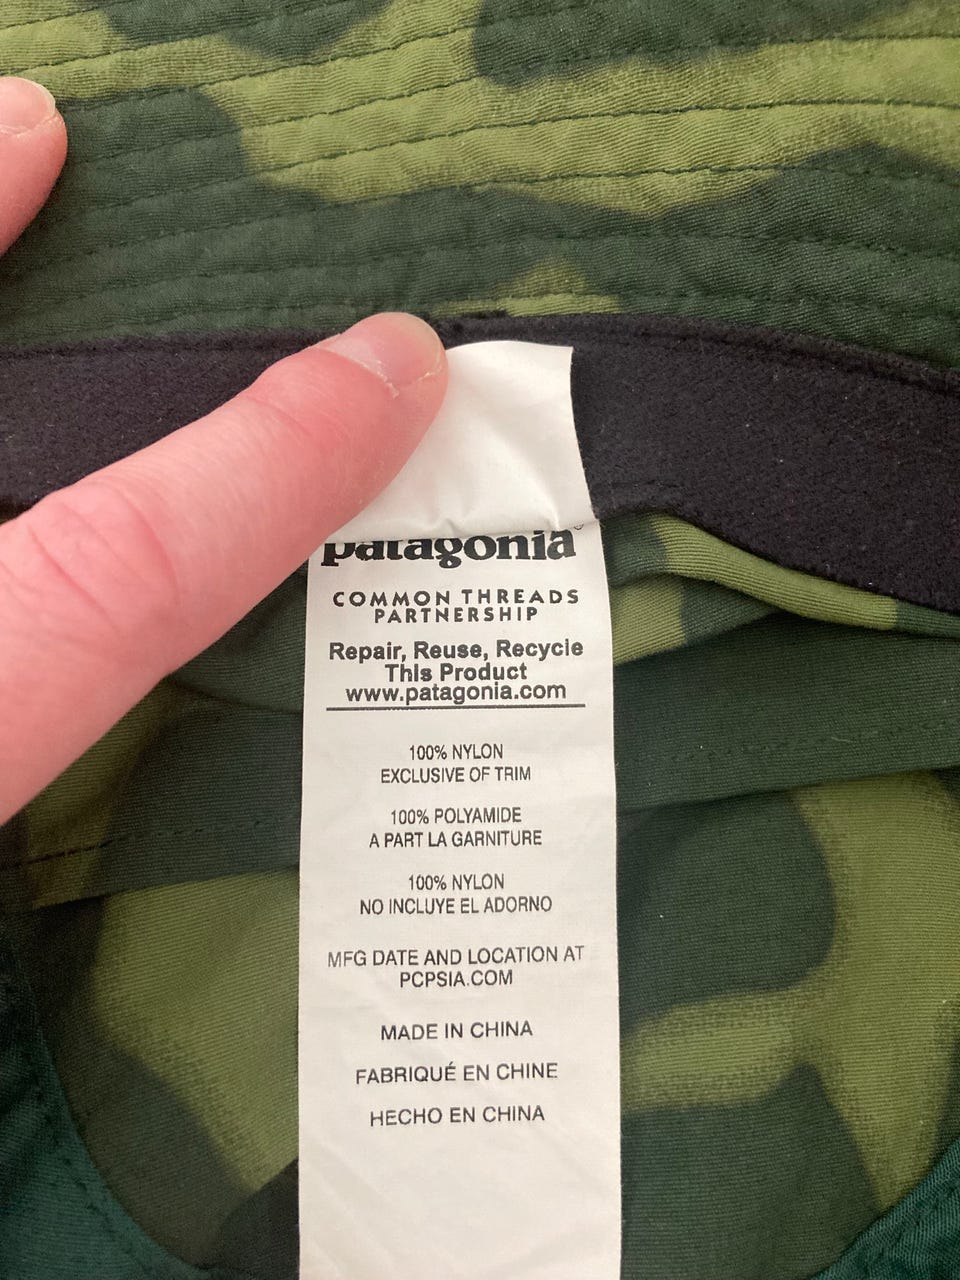 patagonia®
COMMON THREADS
PARTNERSHIP
Repair, Reuse, Recycle
This Product
www.patagonia.com
100% NYLON
EXCLUSIVE OF TRIM
100% POLYAMIDE
A PART LA GARNITURE
100% NYLON
NO INCLUYE EL ADORNO
MFG DATE AND LOCATION AT
PCPSIA.COM
MADE IN CHINA
FABRIQUÉ EN CHINE
HECHO EN CHINA